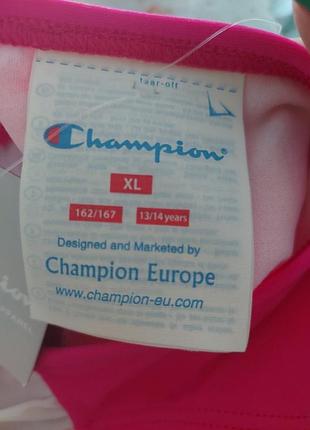 tear-off
Champion
XL
162/167 13/14 years
Designed and Marketed by
Champion Europe
www.champion-eu.com